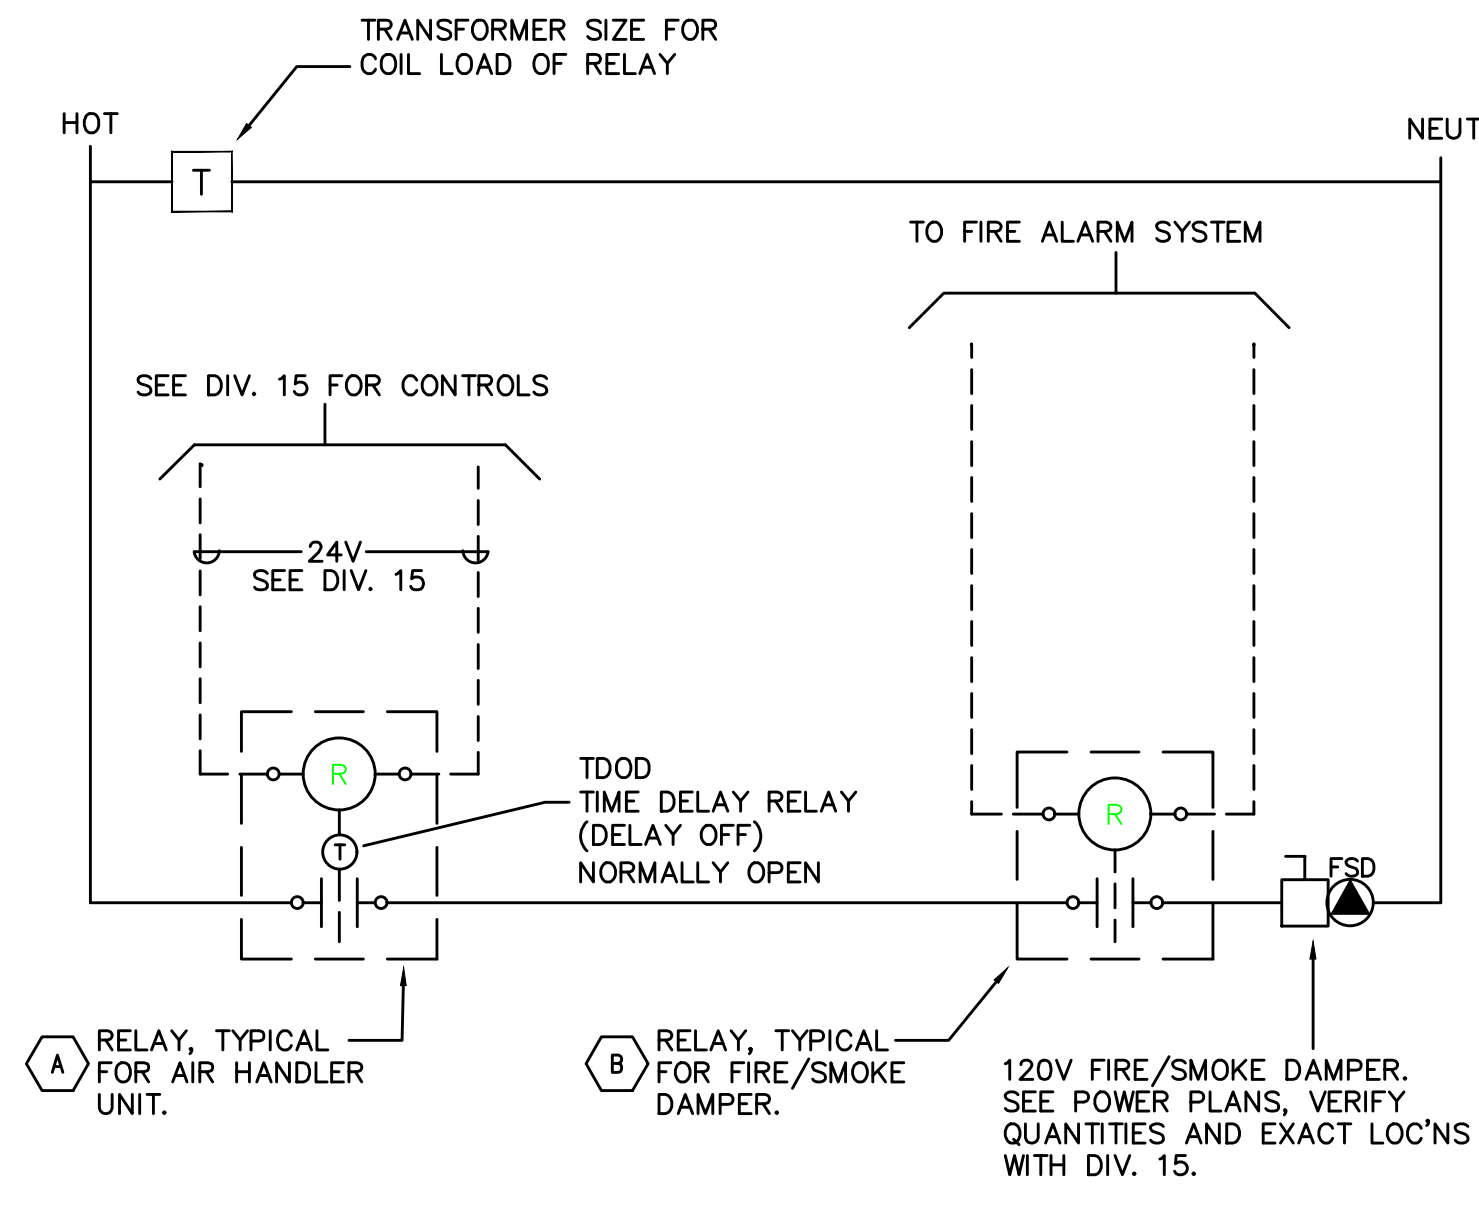 TRANSFORMER SIZE FOR
COIL LOAD OF RELAY
HOT
NEUT
T
TO FIRE ALARM SYSTEM
SEE DIV. 15 FOR CONTROLS
24V
SEE DIV. 15
R
TDOD
TIME DELAY RELAY
(DELAY OFF)
NORMALLY OPEN
T
R
FSD
A
RELAY, TYPICAL
FOR AIR HANDLER
UNIT.
B
RELAY, TYPICAL
FOR FIRE/SMOKE
DAMPER.
120V FIRE/SMOKE DAMPER.
SEE POWER PLANS, VERIFY
QUANTITIES AND EXACT LOC'NS
WITH DIV. 15.